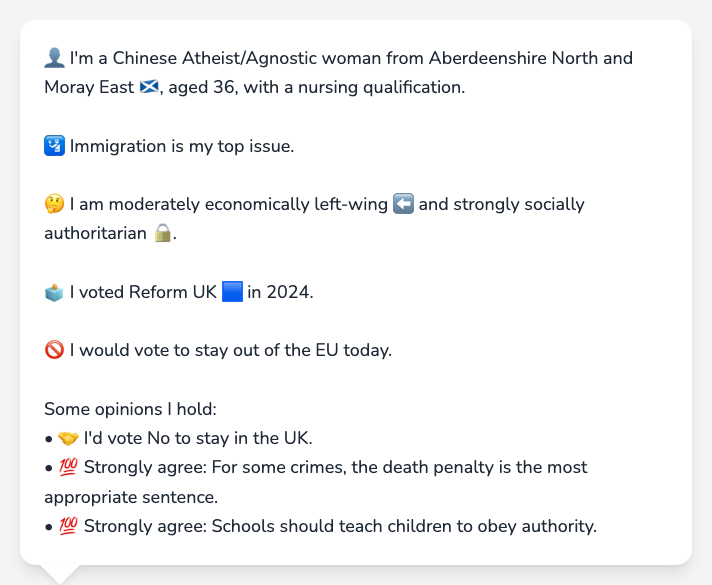 👤 I'm a Chinese Atheist/Agnostic woman from Aberdeenshire North and
Moray East 🏴󠁧󠁢󠁳󠁣󠁴󠁿, aged 36, with a nursing qualification.
🛂 Immigration is my top issue.
🤔 I am moderately economically left-wing ⬅️ and strongly socially
authoritarian 🔒.
🗳️ I voted Reform UK 🟦 in 2024.
🚫 I would vote to stay out of the EU today.
Some opinions I hold:
• 🤝 I'd vote No to stay in the UK.
• 💯 Strongly agree: For some crimes, the death penalty is the most
appropriate sentence.
• 💯 Strongly agree: Schools should teach children to obey authority.